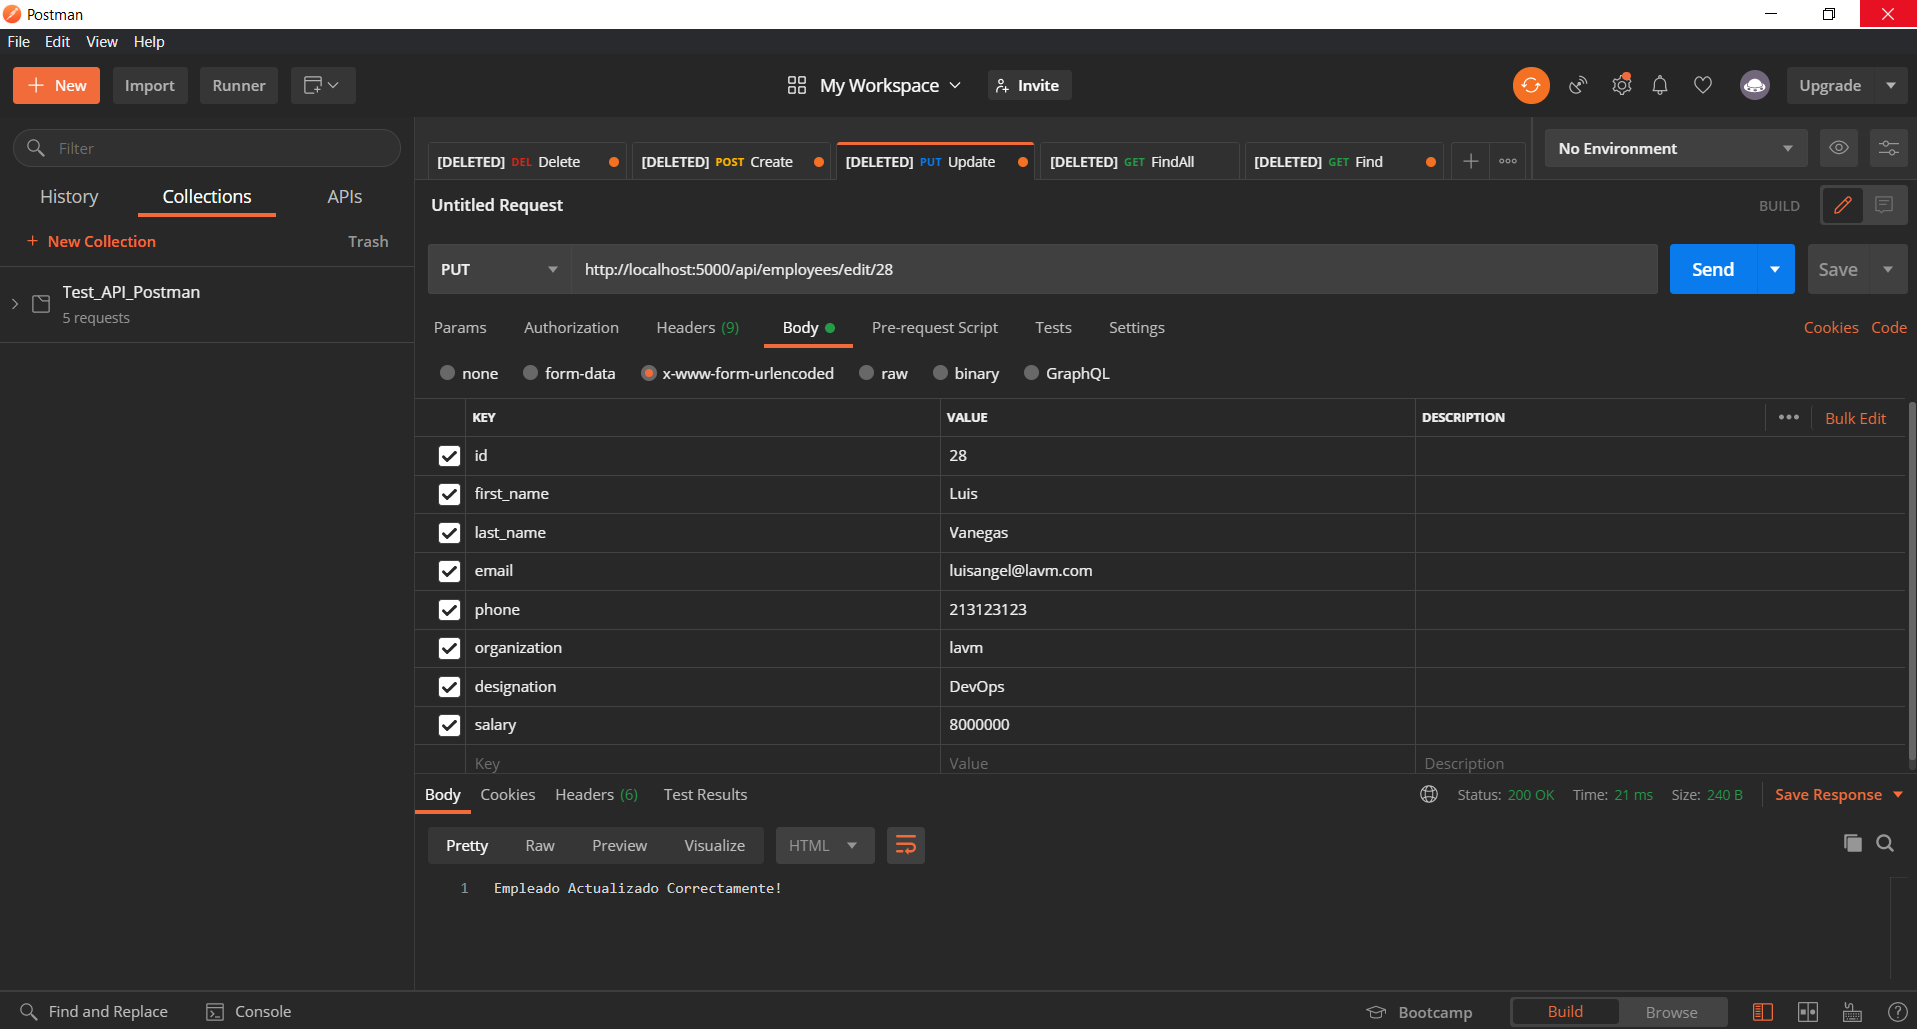 Postman
File Edit View Help
New Import Runner My Workspace Invite Upgrade
Filter
History Collections APIs
+ New Collection Trash
Test_API_Postman
5 requests
[DELETED] DEL Delete [DELETED] POST Create [DELETED] PUT Update [DELETED] GET FindAll [DELETED] GET Find No Environment
Untitled Request BUILD
PUT http://localhost:5000/api/employees/edit/28 Send Save
Params Authorization Headers (9) Body Pre-request Script Tests Settings Cookies Code
none form-data x-www-form-urlencoded raw binary GraphQL
KEY VALUE DESCRIPTION Bulk Edit
id 28
first_name Luis
last_name Vanegas
email luisangel@lavm.com
phone 213123123
organization lavm
designation DevOps
salary 8000000
Key Value Description
Body Cookies Headers (6) Test Results Status: 200 OK Time: 21 ms Size: 240 B Save Response
Pretty Raw Preview Visualize HTML
1 Empleado Actualizado Correctamente!
Find and Replace Console Bootcamp Build Browse